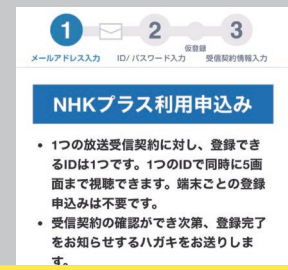 1 2 3
仮登録
メールアドレス入力 ID/パスワード入力 受信契約情報入力
NHKプラス利用申込み
• 1つの放送受信契約に対し、登録でき
るIDは1つです。1つのIDで同時に5画
面まで視聴できます。端末ごとの登録
申込みは不要です。
• 受信契約の確認ができ次第、登録完了
をお知らせするハガキをお送りしま
す。